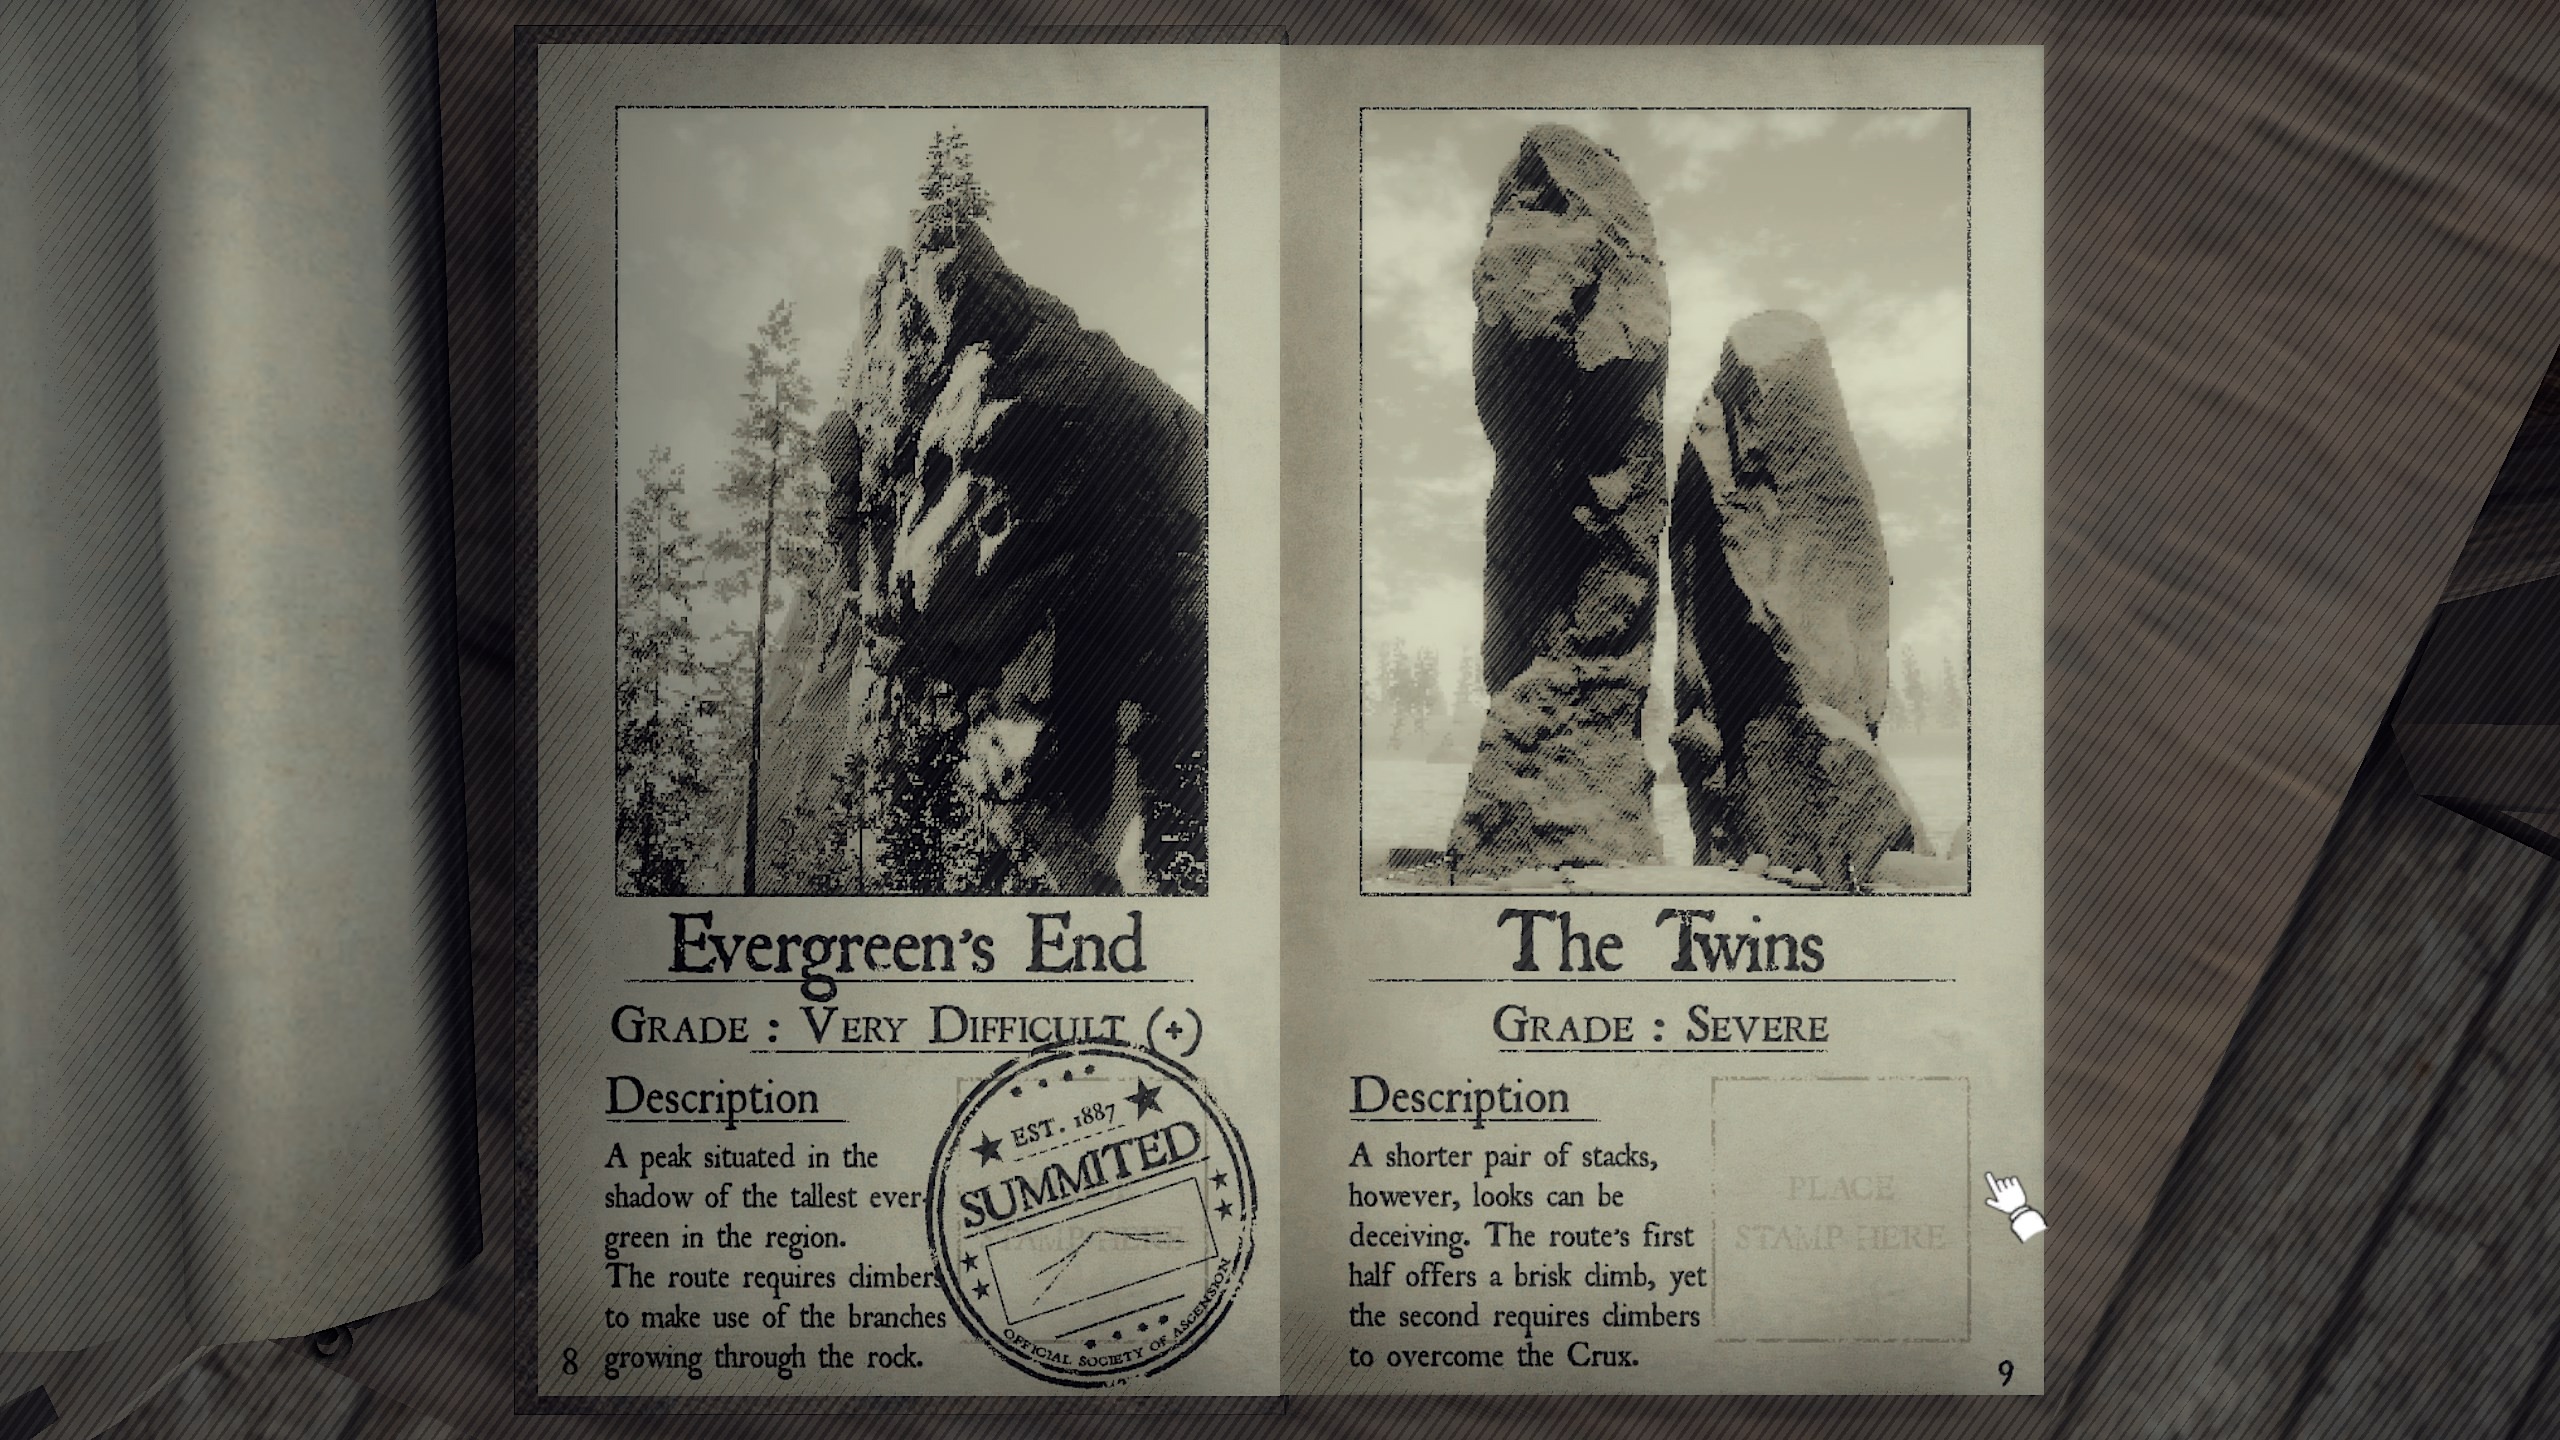 Evergreen's End
GRADE : VERY DIFFICULT (+)
Description
A peak situated in the
shadow of the tallest ever-
green in the region.
The route requires climbers
to make use of the branches
growing through the rock.
EST. 1887
SUMMITED
OFFICIAL SOCIETY OF ASCENSION
8
The Twins
GRADE : SEVERE
Description
A shorter pair of stacks,
however, looks can be
deceiving. The route's first
half offers a brisk climb, yet
the second requires climbers
to overcome the Crux.
PLACE
STAMP HERE
9